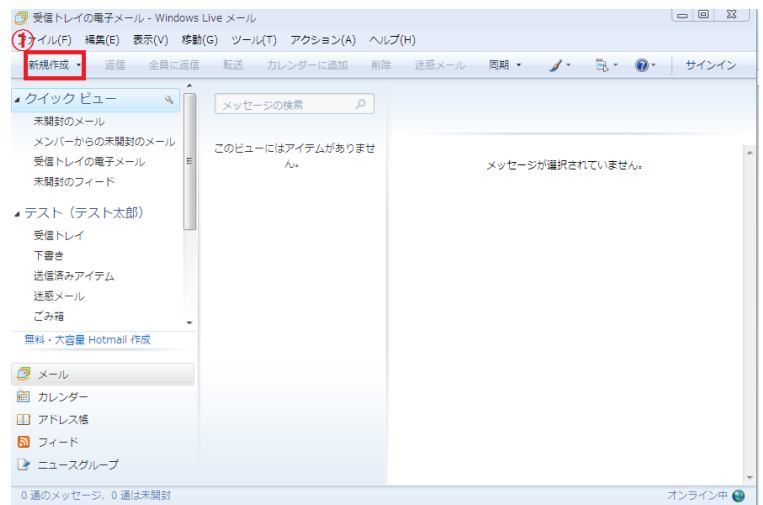 受信トレイの電子メール - Windows Live メール
①
ファイル(F) 編集(E) 表示(V) 移動(G) ツール(T) アクション(A) ヘルプ(H)
新規作成 返信 全員に返信 転送 カレンダーに追加 削除 迷惑メール 同期 サインイン
クイック ビュー
未開封のメール
メンバーからの未開封のメール
受信トレイの電子メール
未開封のフィード
テスト（テスト太郎）
受信トレイ
下書き
送信済みアイテム
迷惑メール
ごみ箱
無料・大容量 Hotmail 作成
メール
カレンダー
アドレス帳
フィード
ニュースグループ
メッセージの検索
このビューにはアイテムがありませ
ん。
メッセージが選択されていません。
0 通のメッセージ、0 通は未開封
オンライン中